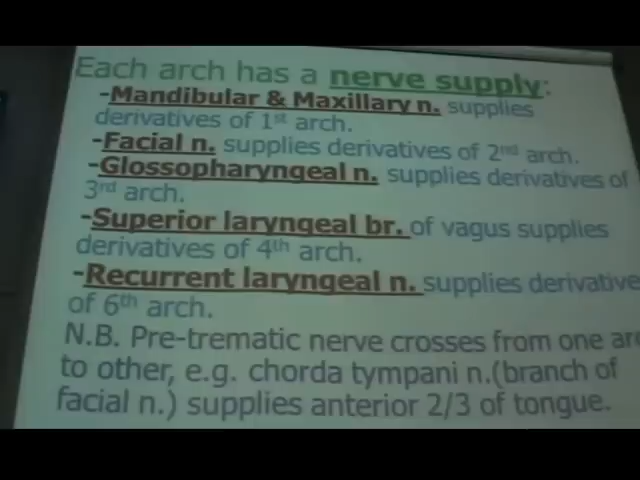 Each arch has a nerve supply:
-Mandibular & Maxillary n. supplies
derivatives of 1st arch.
-Facial n. supplies derivatives of 2nd arch.
-Glossopharyngeal n. supplies derivatives of
3rd arch.
-Superior laryngeal br. of vagus supplies
derivatives of 4th arch.
-Recurrent laryngeal n. supplies derivative
of 6th arch.
N.B. Pre-trematic nerve crosses from one ar
to other, e.g. chorda tympani n.(branch of
facial n.) supplies anterior 2/3 of tongue.